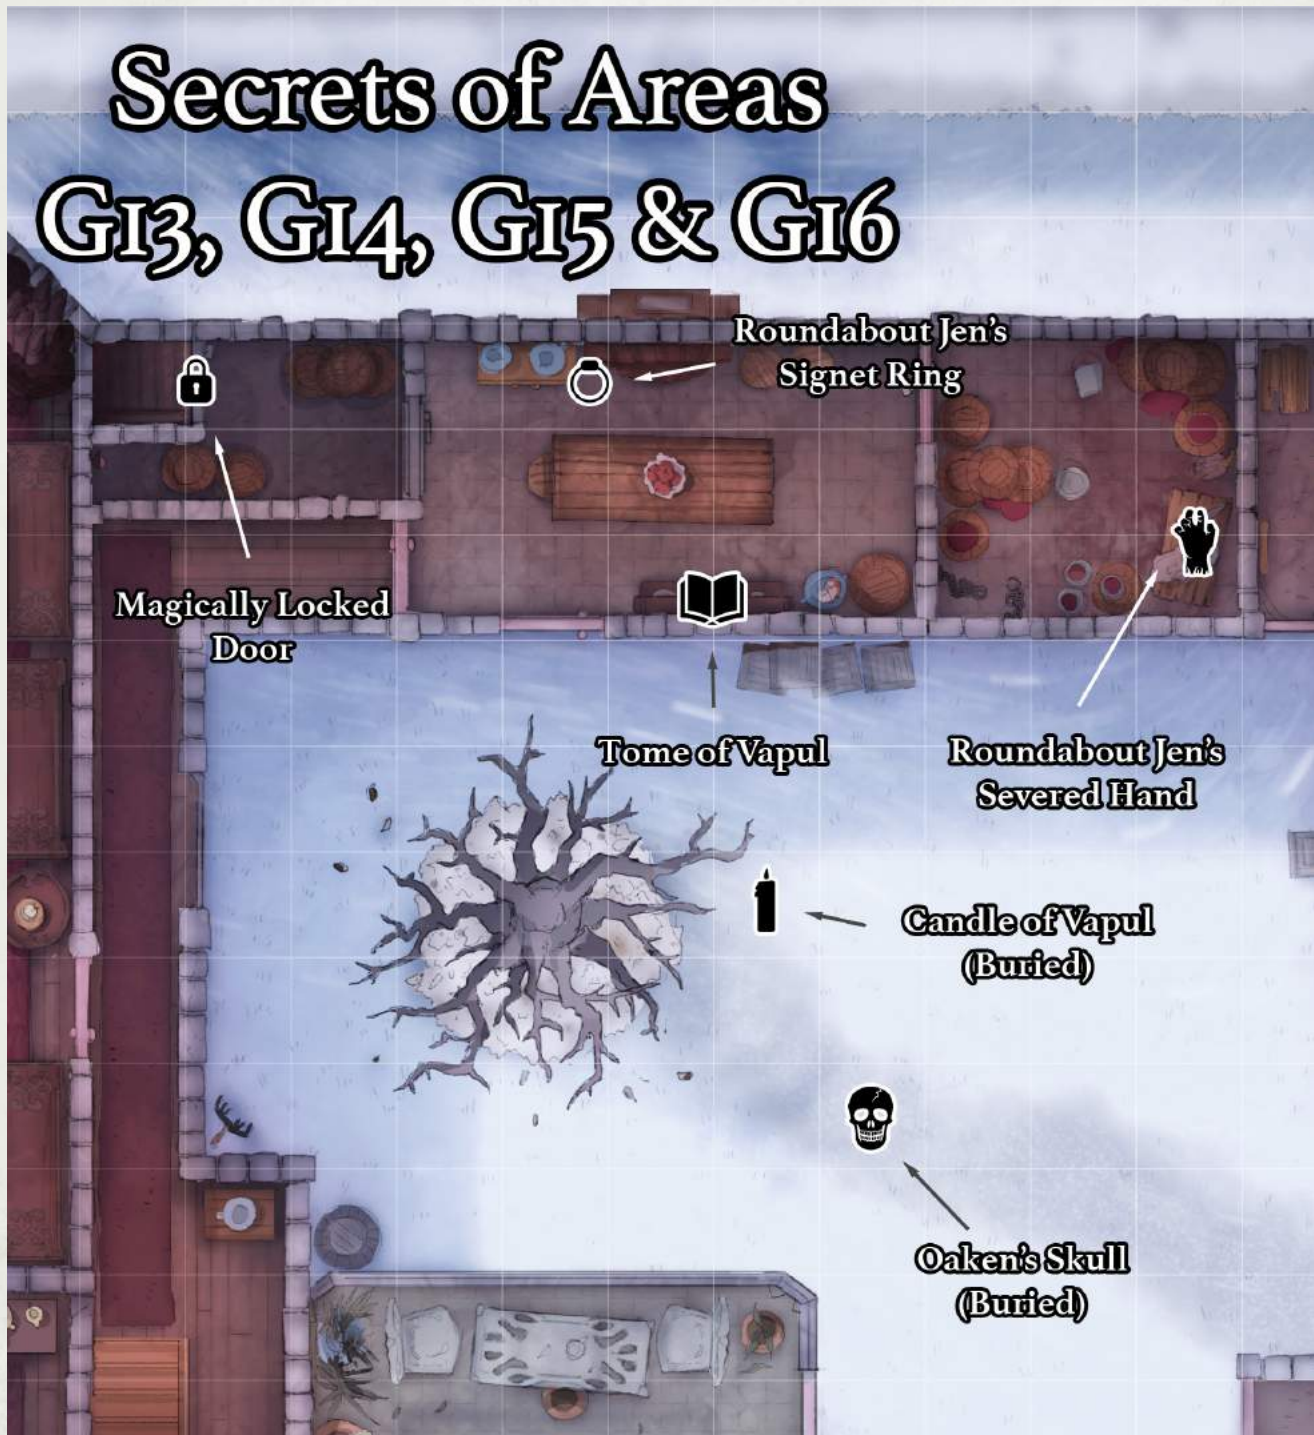 Secrets of Areas
G13, G14, G15 & G16
Roundabout Jen's
Signet Ring
Magically Locked
Door
Tome of Vapul
Roundabout Jen's
Severed Hand
Candle of Vapul
(Buried)
Oaken's Skull
(Buried)